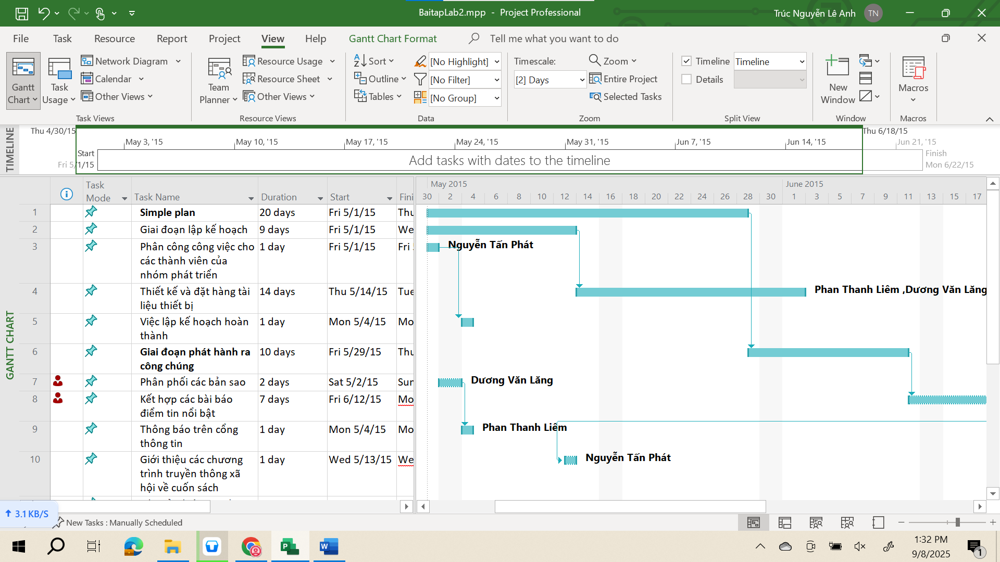 BaitapLab2.mpp - Project Professional
Trúc Nguyễn Lê Anh
TN
File Task Resource Report Project View Help Gantt Chart Format Tell me what you want to do
Gantt Chart
Task Usage
Network Diagram
Calendar
Other Views
Task Views
Team Planner
Resource Usage
Resource Sheet
Other Views
Resource Views
Sort
Outline
Tables
[No Highlight]
[No Filter]
[No Group]
Data
Timescale:
[2] Days
Zoom
Entire Project
Selected Tasks
Zoom
Timeline Timeline
Details
Split View
New Window
Window
Macros
Macros
TIMELINE
Thu 4/30/15
Thu 6/18/15
May 3, '15 May 10, '15 May 17, '15 May 24, '15 May 31, '15 Jun 7, '15 Jun 14, '15 Jun 21, '15
Start
Fri 5/1/15
Add tasks with dates to the timeline
Finish
Mon 6/22/15
GANTT CHART
Task Mode Task Name Duration Start Fini
May 2015 June 2015
30 2 4 6 8 10 12 14 16 18 20 22 24 26 28 30 1 3 5 7 9 11 13 15 17
1 Simple plan 20 days Fri 5/1/15 Thu
2 Giai đoạn lập kế hoạch 9 days Fri 5/1/15 We
3 Phân công công việc cho 1 day Fri 5/1/15 Fri
các thành viên của
nhóm phát triển
Nguyễn Tấn Phát
4 Thiết kế và đặt hàng tài 14 days Thu 5/14/15 Tue
liệu thiết bị
Phan Thanh Liêm ,Dương Văn Lăng
5 Việc lập kế hoạch hoàn 1 day Mon 5/4/15 Mo
thành
6 Giai đoạn phát hành ra 10 days Fri 5/29/15 Thu
công chúng
7 Phân phối các bản sao 2 days Sat 5/2/15 Sun
Dương Văn Lăng
8 Kết hợp các bài báo 7 days Fri 6/12/15 Mo
điểm tin nổi bật
9 Thông báo trên cổng 1 day Mon 5/4/15 Mo
thông tin
Phan Thanh Liêm
10 Giới thiệu các chương 1 day Wed 5/13/15 We
trình truyền thông xã
hội về cuốn sách
Nguyễn Tấn Phát
3.1 KB/S
New Tasks : Manually Scheduled
1:32 PM
9/8/2025
1